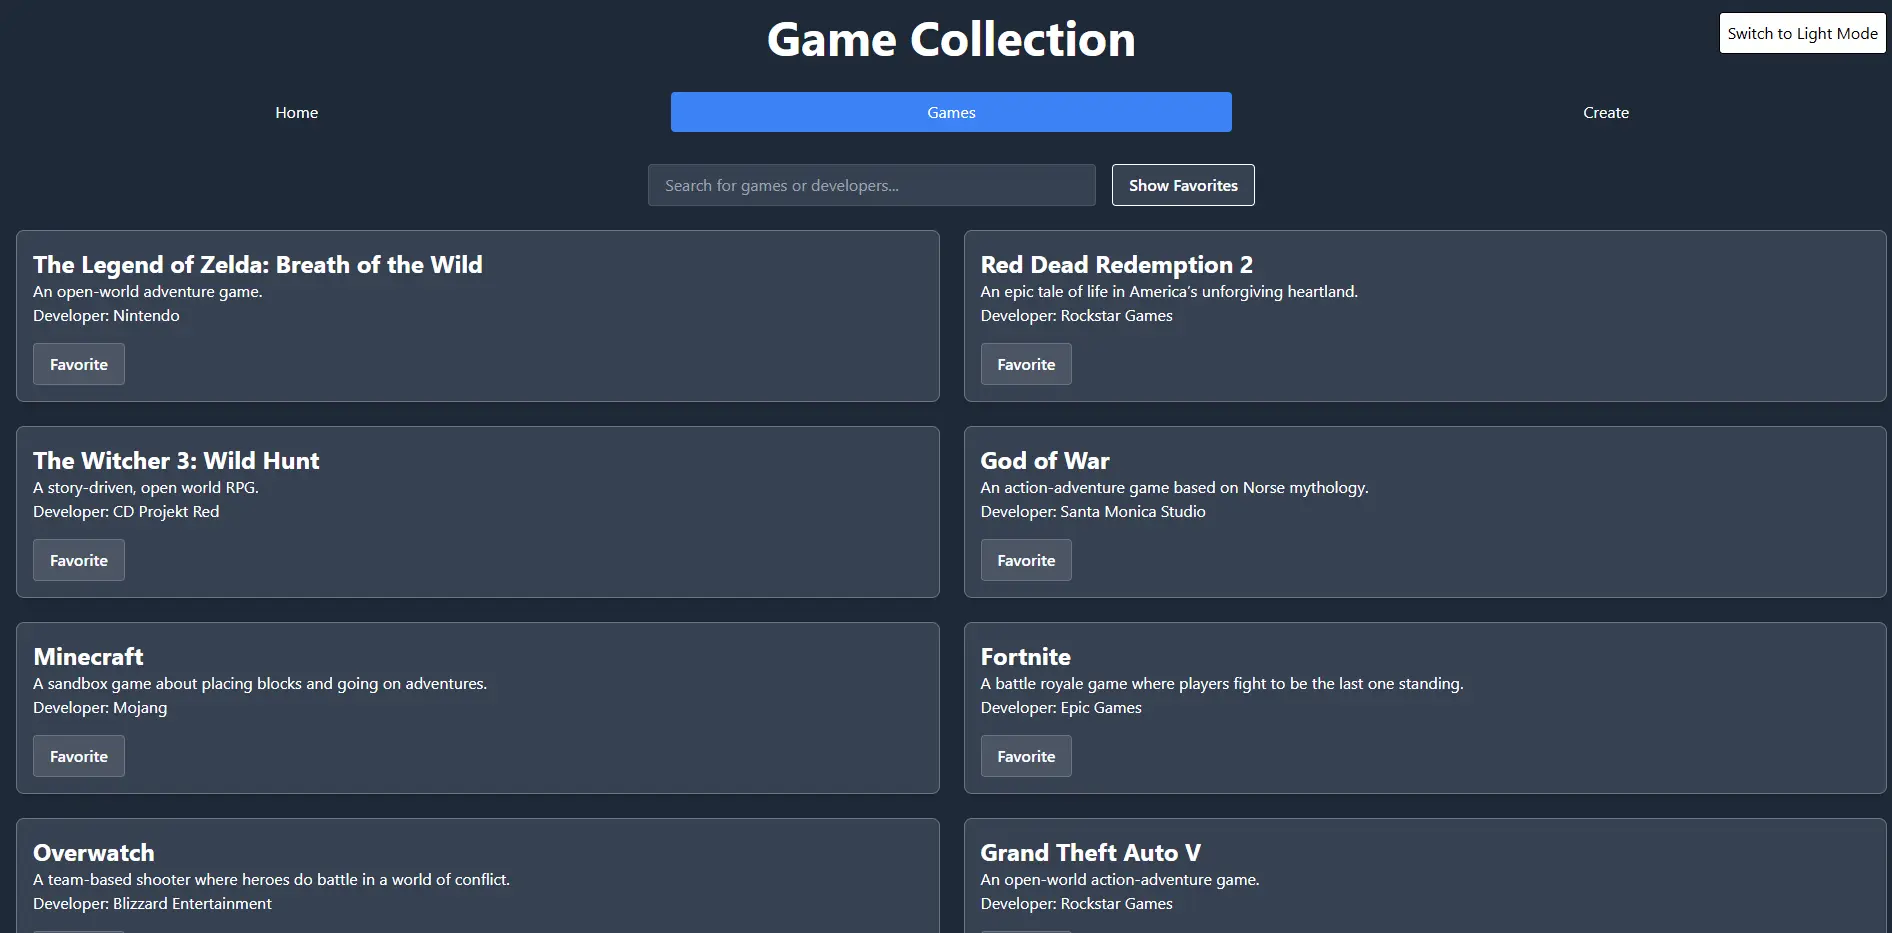 Game Collection
Switch to Light Mode
Home
Games
Create
Search for games or developers...
Show Favorites
The Legend of Zelda: Breath of the Wild
An open-world adventure game.
Developer: Nintendo
Favorite
Red Dead Redemption 2
An epic tale of life in America's unforgiving heartland.
Developer: Rockstar Games
Favorite
The Witcher 3: Wild Hunt
A story-driven, open world RPG.
Developer: CD Projekt Red
Favorite
God of War
An action-adventure game based on Norse mythology.
Developer: Santa Monica Studio
Favorite
Minecraft
A sandbox game about placing blocks and going on adventures.
Developer: Mojang
Favorite
Fortnite
A battle royale game where players fight to be the last one standing.
Developer: Epic Games
Favorite
Overwatch
A team-based shooter where heroes do battle in a world of conflict.
Developer: Blizzard Entertainment
Grand Theft Auto V
An open-world action-adventure game.
Developer: Rockstar Games